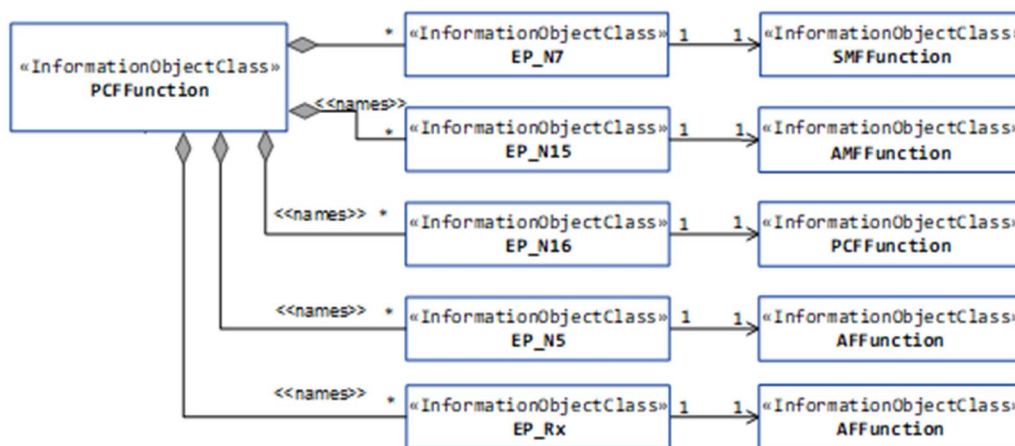 «InformationObjectClass»
PCFFunction
*
«InformationObjectClass»
EP_N7
1
1
«InformationObjectClass»
SMFFunction
<<names>>
*
«InformationObjectClass»
EP_N15
1
1
«InformationObjectClass»
AMFFunction
<<names>>
*
«InformationObjectClass»
EP_N16
1
1
«InformationObjectClass»
PCFFunction
<<names>>
*
«InformationObjectClass»
EP_N5
1
1
«InformationObjectClass»
AFFunction
<<names>>
*
«InformationObjectClass»
EP_Rx
1
1
«InformationObjectClass»
AFFunction